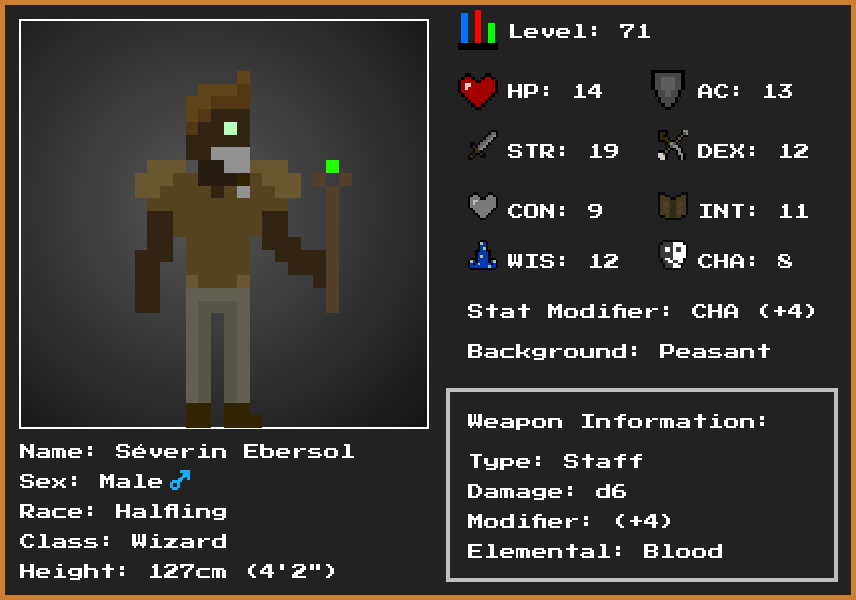 Level: 71
HP: 14
AC: 13
STR: 19
DEX: 12
CON: 9
INT: 11
WIS: 12
CHA: 8
Stat Modifier: CHA (+4)
Background: Peasant
Weapon Information:
Type: Staff
Damage: d6
Modifier: (+4)
Elemental: Blood
Name: Séverin Ebersol
Sex: Male♂
Race: Halfling
Class: Wizard
Height: 127cm (4'2")